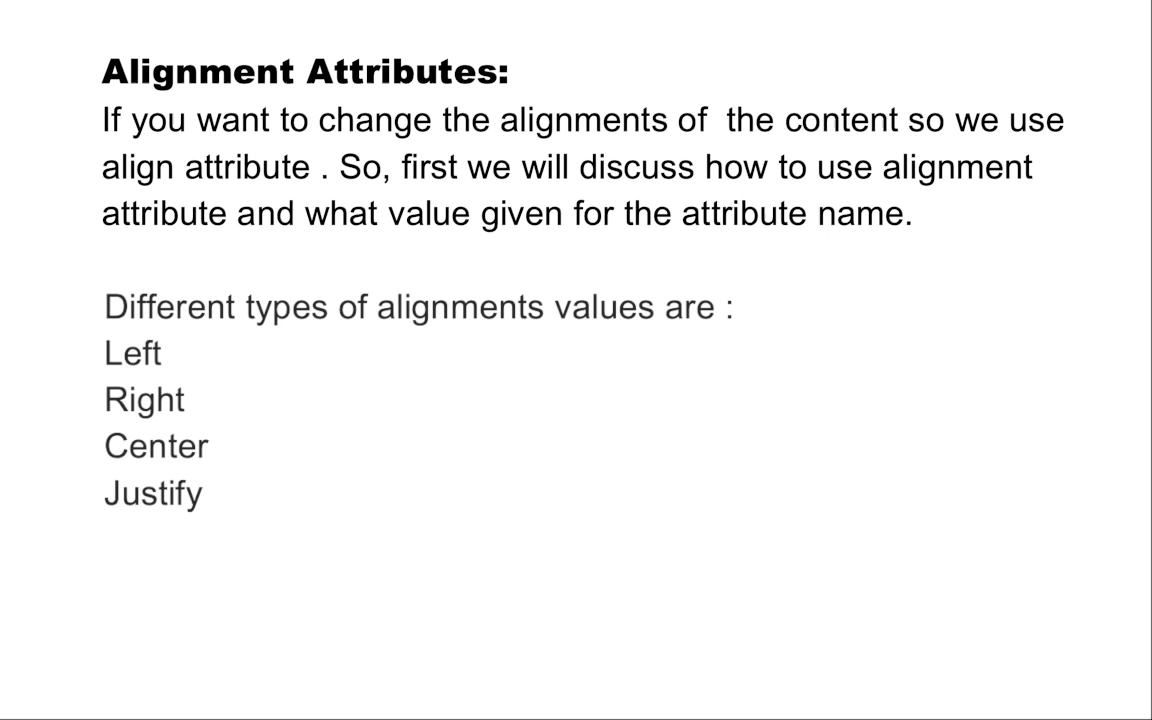 Alignment Attributes:
If you want to change the alignments of  the content so we use
align attribute . So, first we will discuss how to use alignment
attribute and what value given for the attribute name.
Different types of alignments values are :
Left
Right
Center
Justify